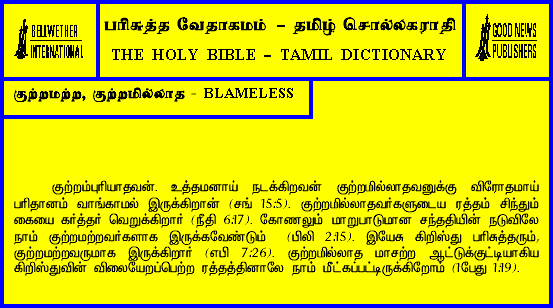 BELLWETHER
INTERNATIONAL
பரிசுத்த வேதாகமம் – தமிழ் சொல்லகராதி
THE HOLY BIBLE – TAMIL DICTIONARY
GOOD NEWS
PUBLISHERS
குற்றமற்ற, குற்றமில்லாத - BLAMELESS
குற்றம்புரியாதவன். உத்தமனாய் நடக்கிறவன் குற்றமில்லாதவனுக்கு விரோதமாய்
பரிதானம் வாங்காமல் இருக்கிறான் (சங் 15:5). குற்றமில்லாதவர்களுடைய ரத்தம் சிந்தும்
கையை கர்த்தர் வெறுக்கிறார் (நீதி 6:17). கோணலும் மாறுபாடுமான சந்ததியின் நடுவிலே
நாம் குற்றமற்றவர்களாக இருக்கவேண்டும் (பிலி 2:15). இயேசு கிறிஸ்து பரிசுத்தரும்,
குற்றமற்றவருமாக இருக்கிறார் (எபி 7:26). குற்றமில்லாத மாசற்ற ஆட்டுக்குட்டியாகிய
கிறிஸ்துவின் விலையேறப்பெற்ற ரத்தத்தினாலே நாம் மீட்கப்பட்டிருக்கிறோம் (1பேது 1:19).